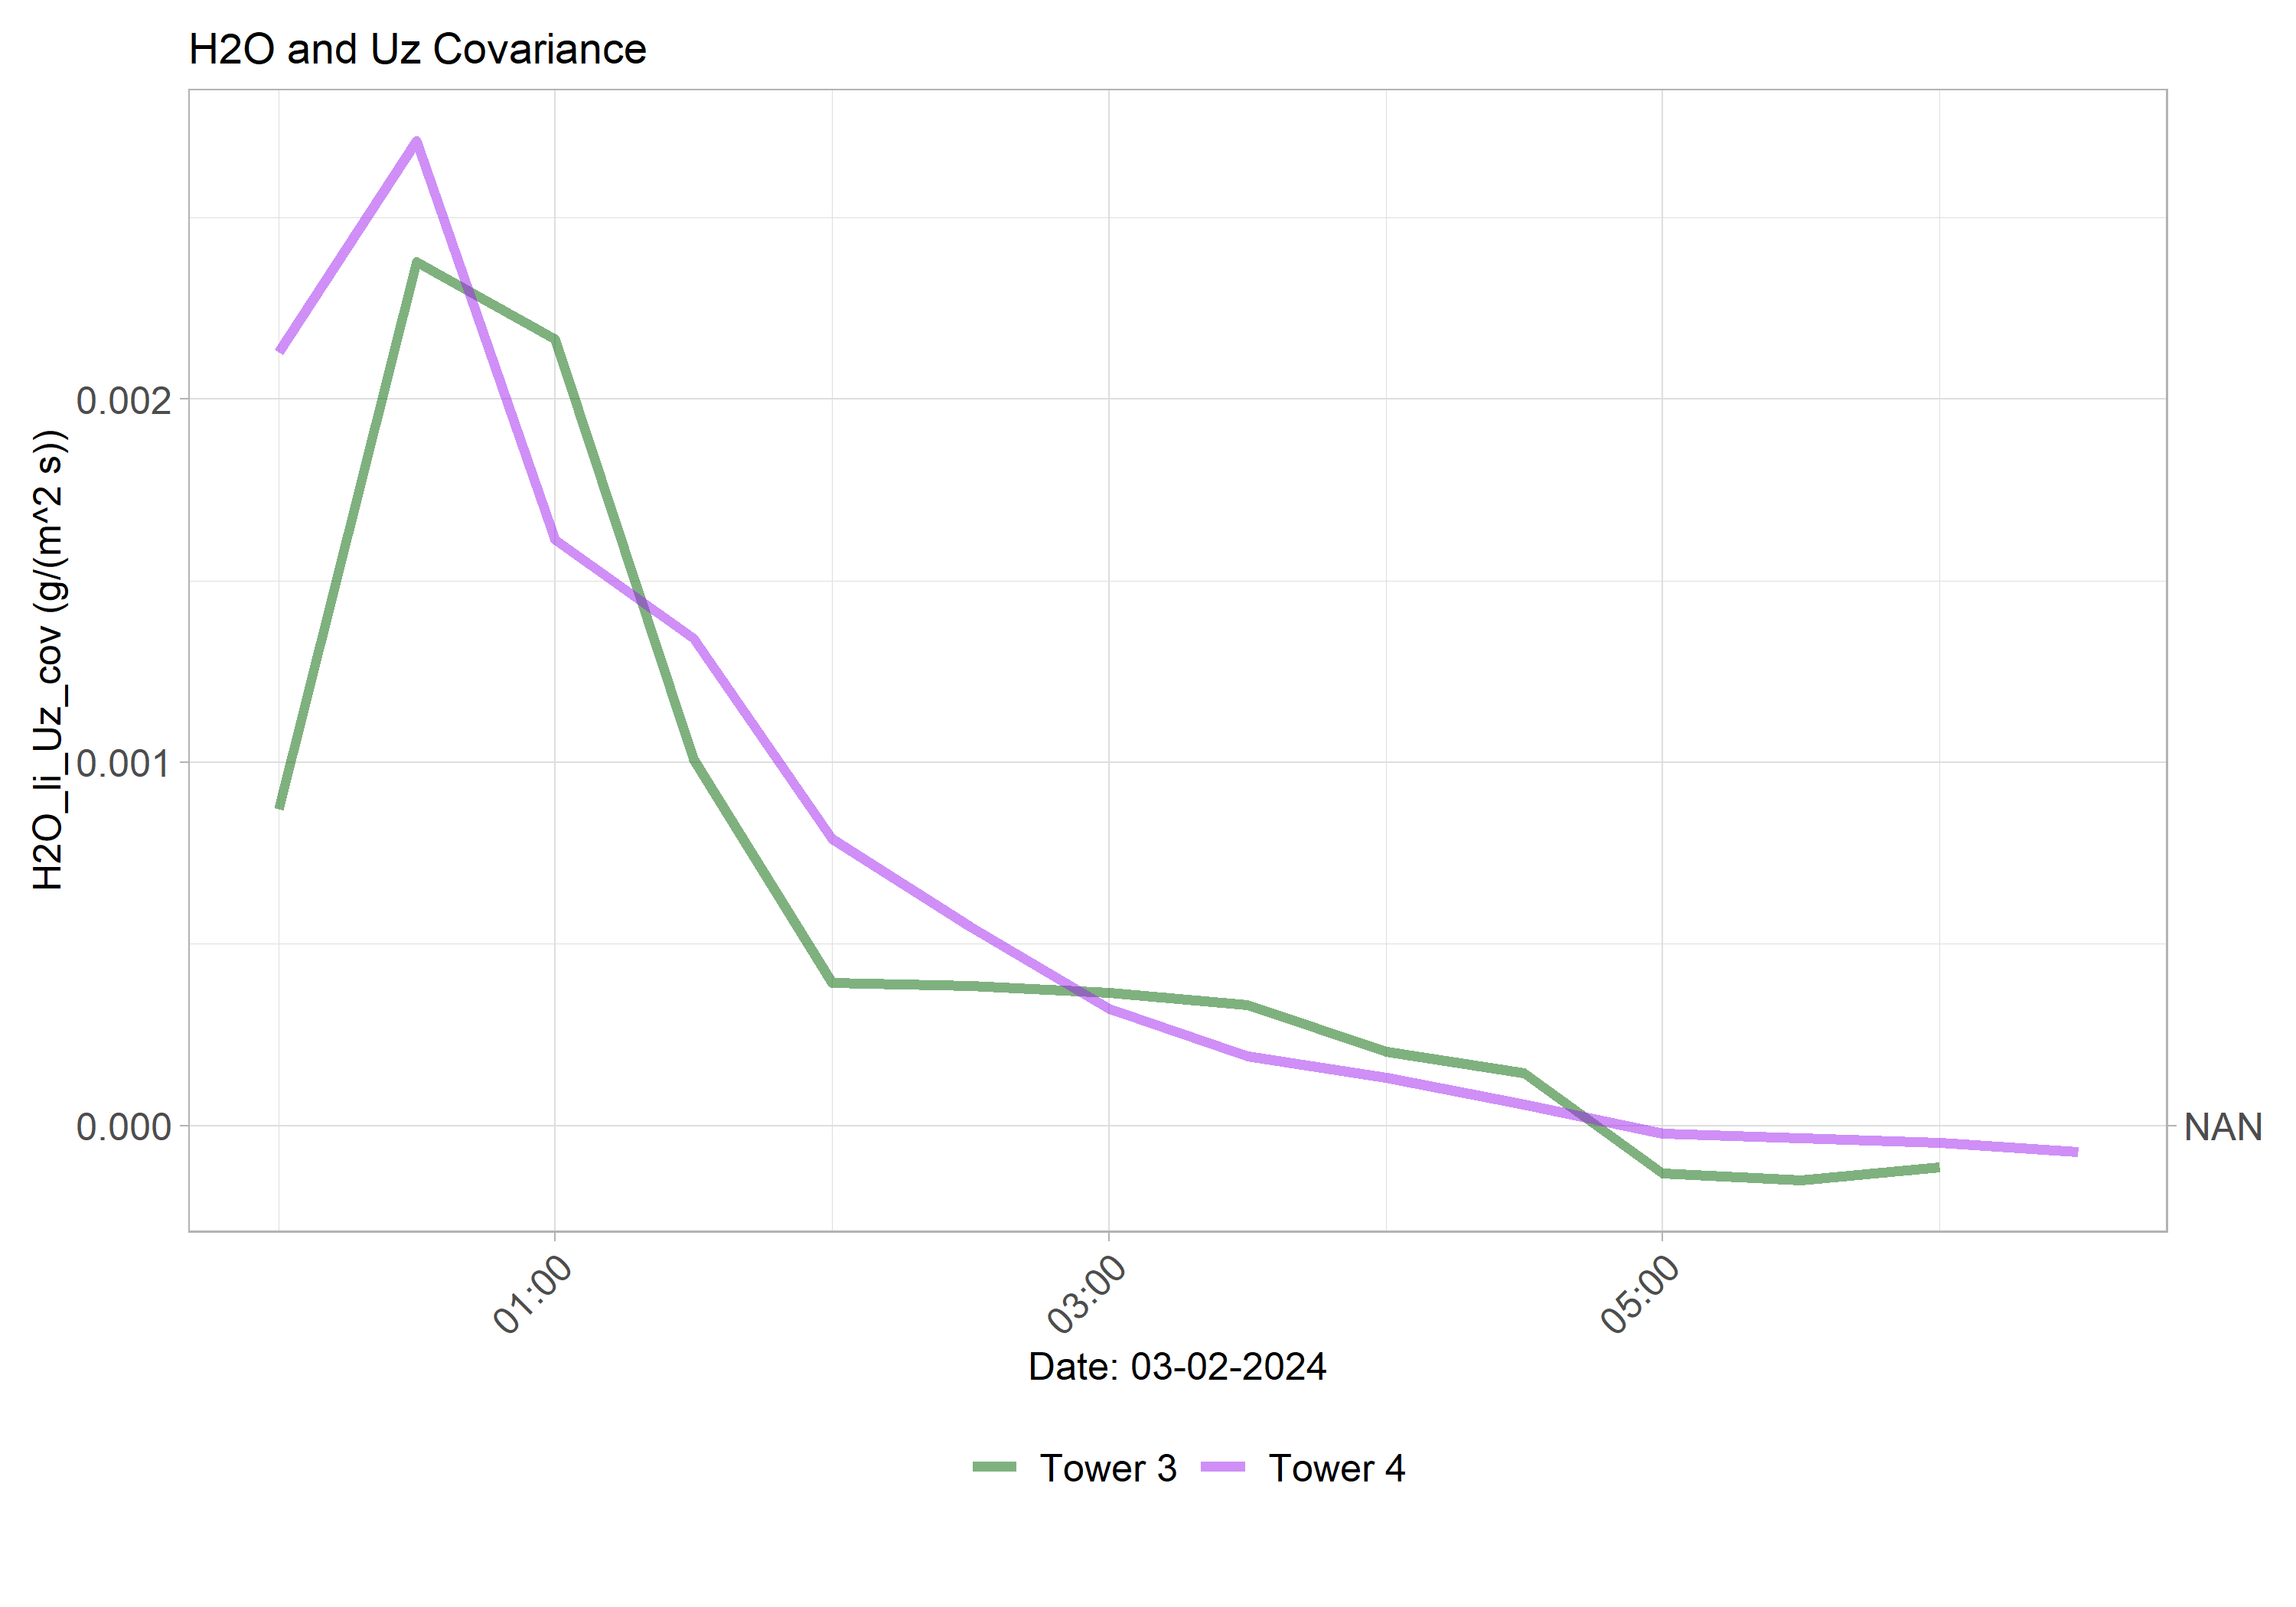 H2O and Uz Covariance
H2O_li_Uz_cov (g/(m^2 s))
0.002
0.001
0.000
NAN
01:00
03:00
05:00
Date: 03-02-2024
Tower 3
Tower 4